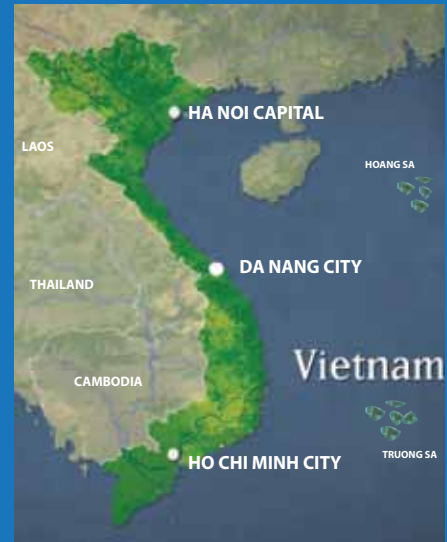 HA NOI CAPITAL
LAOS
HOANG SA
DA NANG CITY
THAILAND
Vietnam
CAMBODIA
TRUONG SA
HO CHI MINH CITY